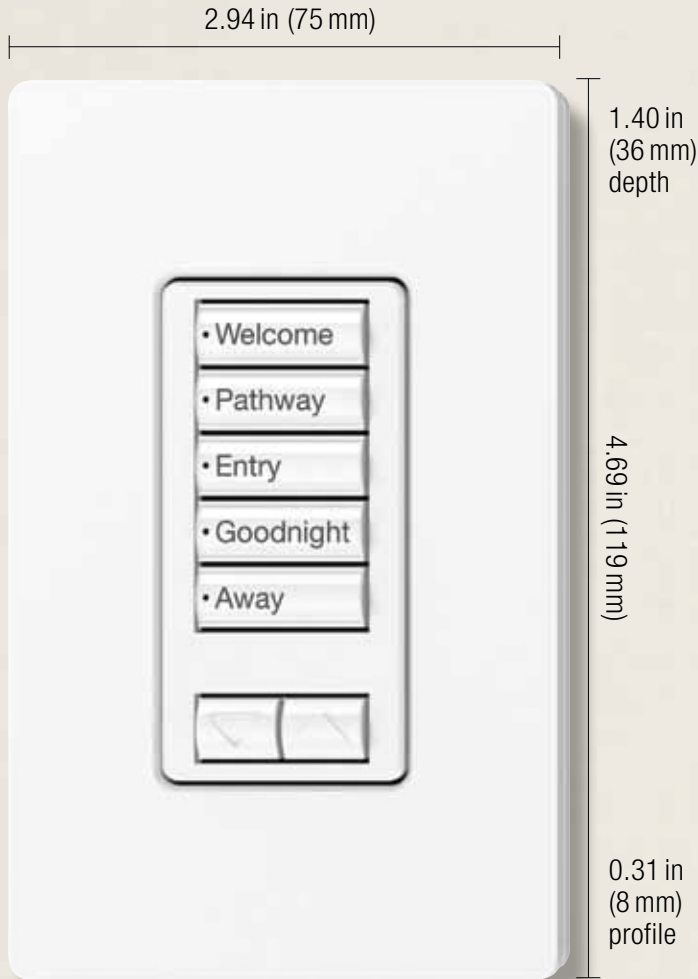 2.94 in (75 mm)
1.40 in
(36 mm)
depth
• Welcome
• Pathway
• Entry
• Goodnight
• Away
4.69 in (119 mm)
0.31 in
(8 mm)
profile